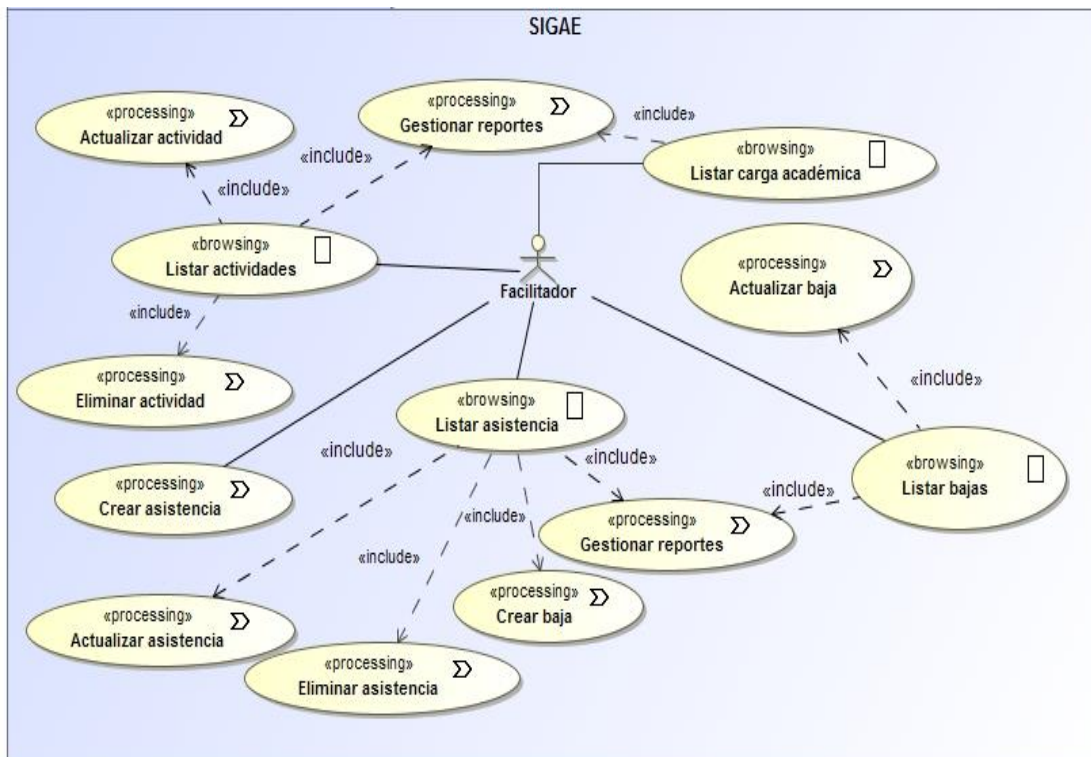 SIGAE
«processing»
Actualizar actividad
«processing»
Gestionar reportes
«include»
«browsing»
Listar carga académica
«include»
«include»
«browsing»
Listar actividades
Facilitador
«processing»
Actualizar baja
«include»
«processing»
Eliminar actividad
«include»
«browsing»
Listar asistencia
«include»
«include»
«browsing»
Listar bajas
«processing»
Crear asistencia
«include»
«include»
«processing»
Gestionar reportes
«include»
«processing»
Crear baja
«processing»
Actualizar asistencia
«processing»
Eliminar asistencia